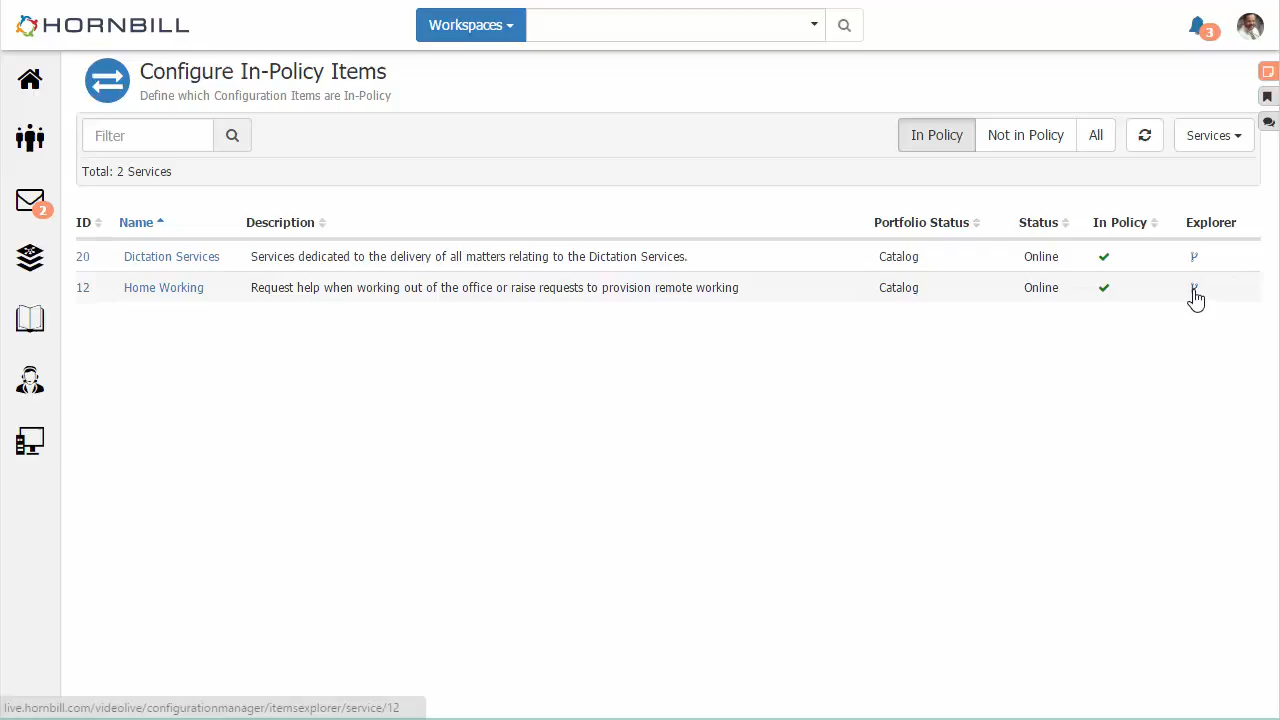 HORNBILL
Workspaces
3
Configure In-Policy Items
Define which Configuration Items are In-Policy
Filter
In Policy
Not in Policy
All
Services
Total: 2 Services
2
ID Name Description Portfolio Status Status In Policy Explorer
20 Dictation Services Services dedicated to the delivery of all matters relating to the Dictation Services. Catalog Online
12 Home Working Request help when working out of the office or raise requests to provision remote working Catalog Online
live.hornbill.com/videolive/configurationmanager/itemsexplorer/service/12